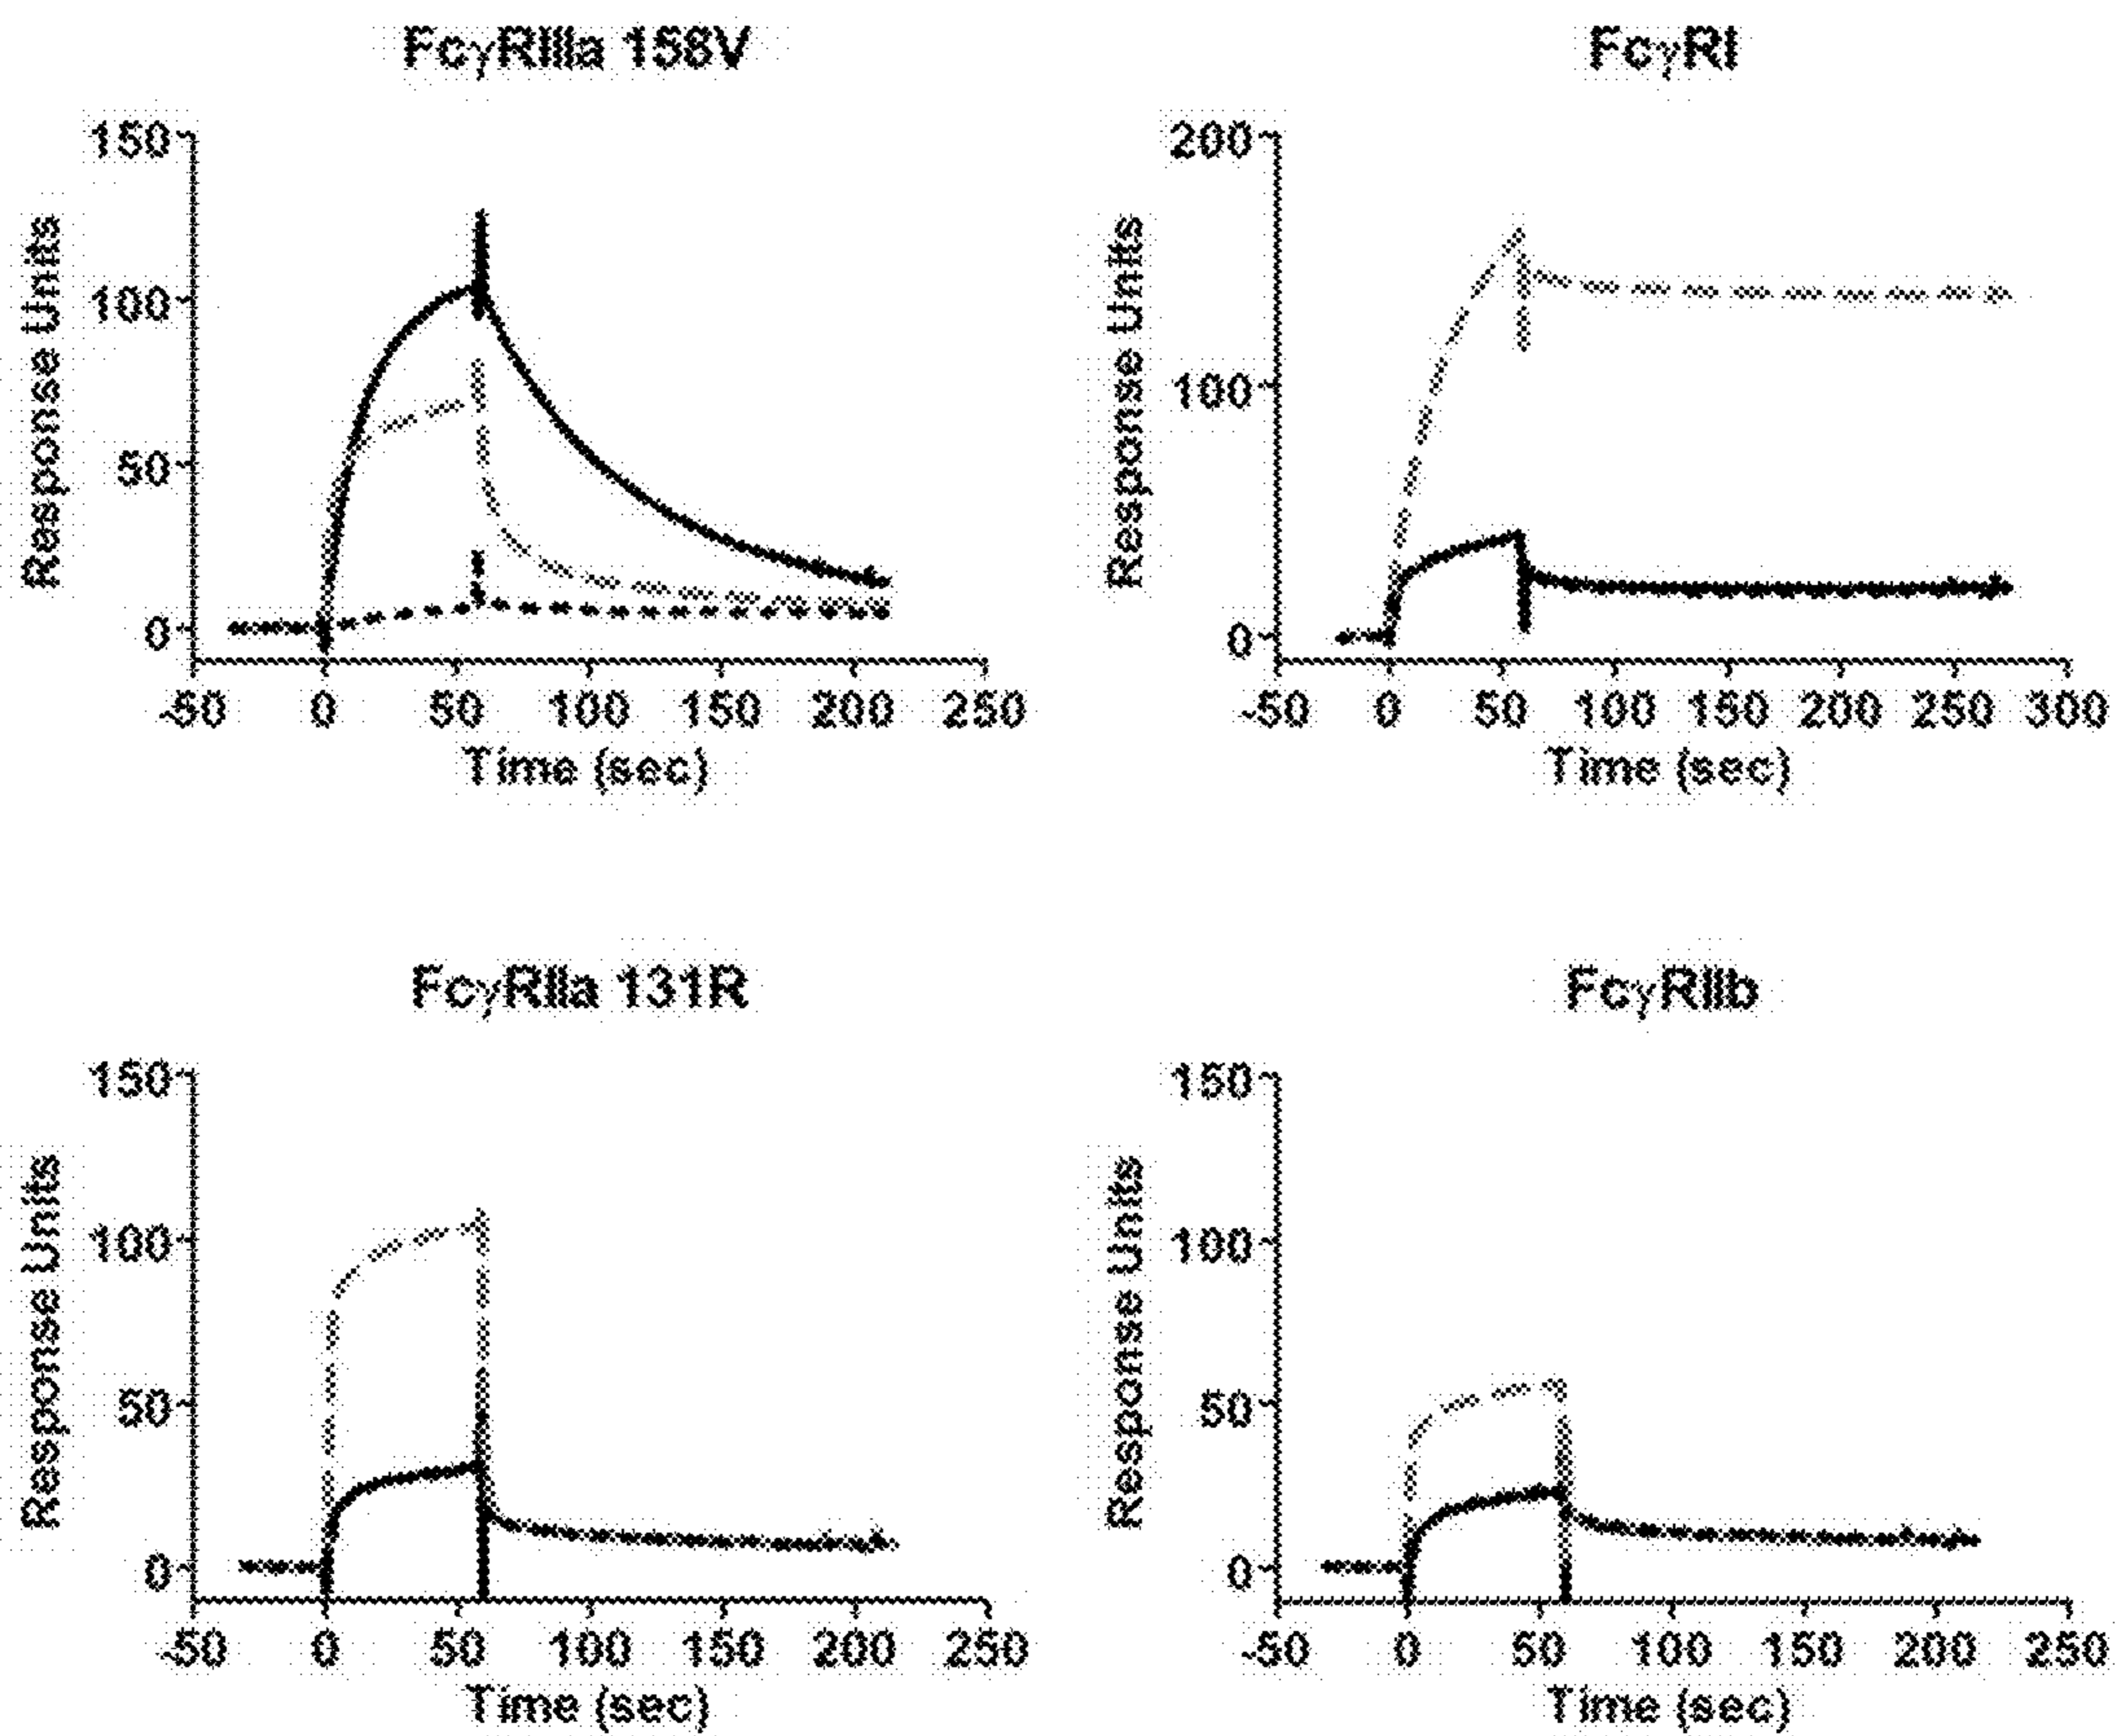 FcγRIIIa 158V
Response Units
150
100
50
0
-50 0 50 100 150 200 250
Time (sec)
FcγRI
Response Units
200
100
0
-50 0 50 100 150 200 250 300
Time (sec)
FcγRIIa 131R
Response Units
150
100
50
0
-50 0 50 100 150 200 250
Time (sec)
FcγRIIb
Response Units
150
100
50
0
-50 0 50 100 150 200 250
Time (sec)